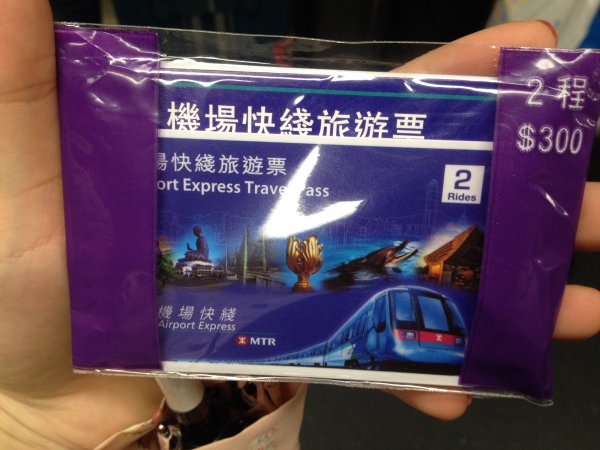 2 程
$300
機場快綫旅遊票
場快綫旅遊票
ort Express Travel Pass
2
Rides
機場快綫
Airport Express
MTR